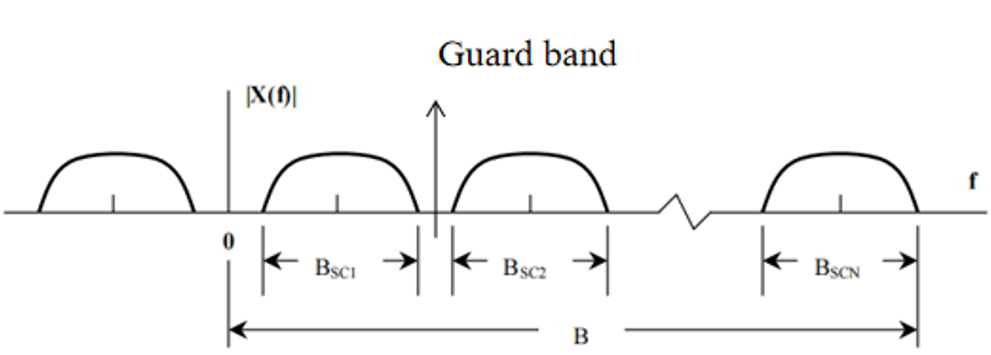 Guard band
|X(f)|
f
0
BSC1
BSC2
BSCN
B